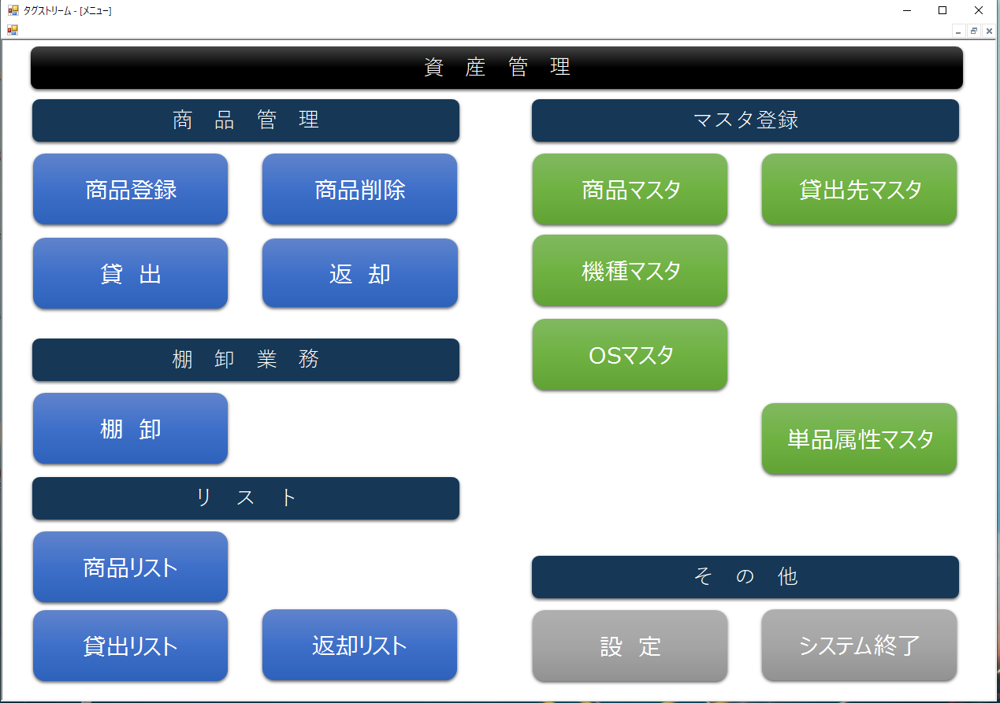 タグストリーム - [メニュー]
資 産 管 理
商 品 管 理
商品登録
商品削除
貸 出
返 却
棚 卸 業 務
棚 卸
リ ス ト
商品リスト
貸出リスト
返却リスト
マスタ登録
商品マスタ
貸出先マスタ
機種マスタ
OSマスタ
単品属性マスタ
そ の 他
設 定
システム終了